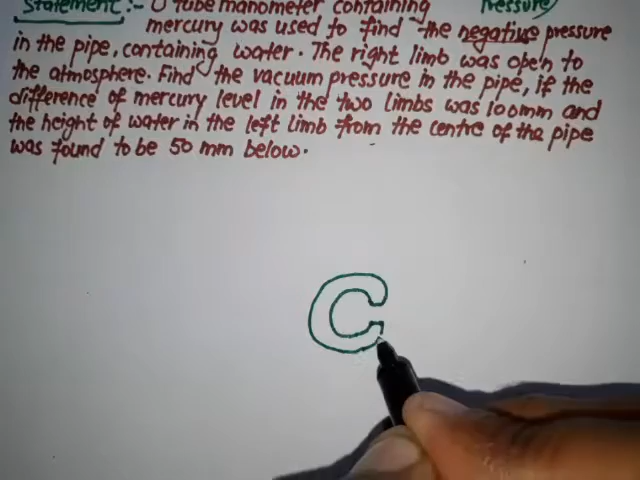 Statement:- U tube manometer containing Pressure
mercury was used to find the negative pressure
in the pipe, containing water. The right limb was open to
the atmosphere. Find the vacuum pressure in the pipe, if the
difference of mercury level in the two limbs was 100mm and
the height of water in the left limb from the centre of the pipe
was found to be 50 mm below.
C